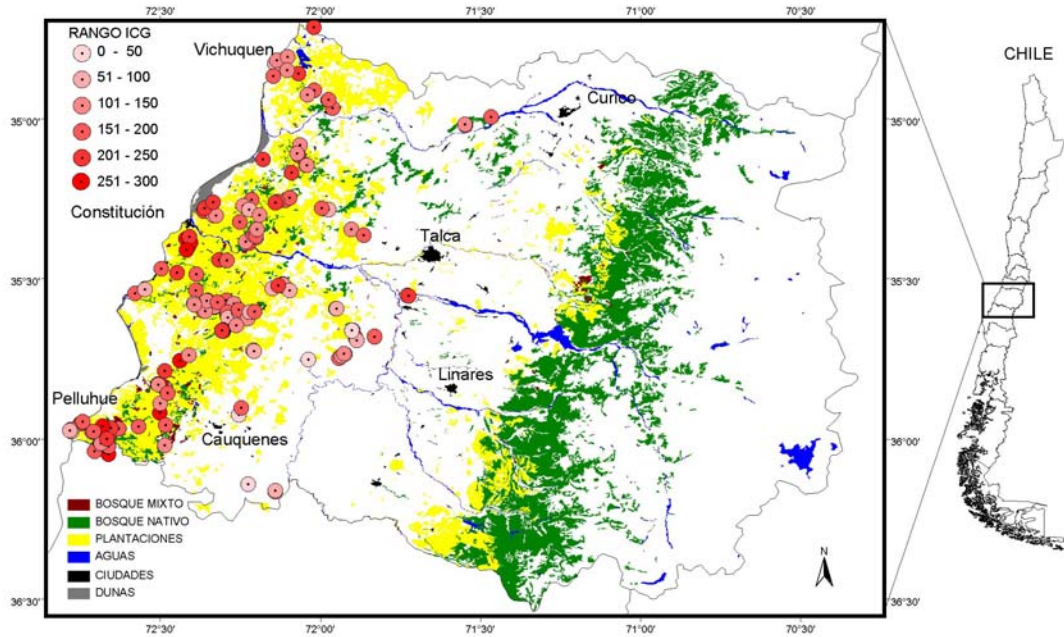 72°30' 72°00' 71°30' 71°00' 70°30'
RANGO ICG
0 - 50
51 - 100
101 - 150
151 - 200
201 - 250
251 - 300
Vichuquen
Curico
Constitución
Talca
Linares
Pelluhue
Cauquenes
35°00' 35°00'
35°30' 35°30'
36°00' 36°00'
36°30' 36°30'
BOSQUE MIXTO
BOSQUE NATIVO
PLANTACIONES
AGUAS
CIUDADES
DUNAS
N
72°30' 72°00' 71°30' 71°00' 70°30'
CHILE